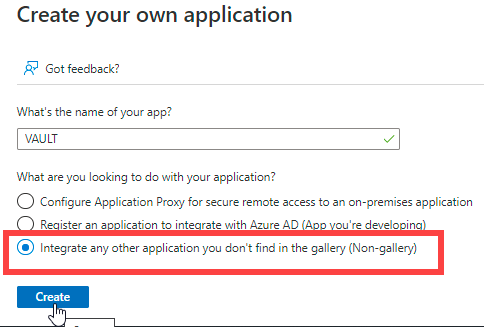 Create your own application
Got feedback?
What's the name of your app?
VAULT
What are you looking to do with your application?
Configure Application Proxy for secure remote access to an on-premises application
Register an application to integrate with Azure AD (App you're developing)
Integrate any other application you don't find in the gallery (Non-gallery)
Create